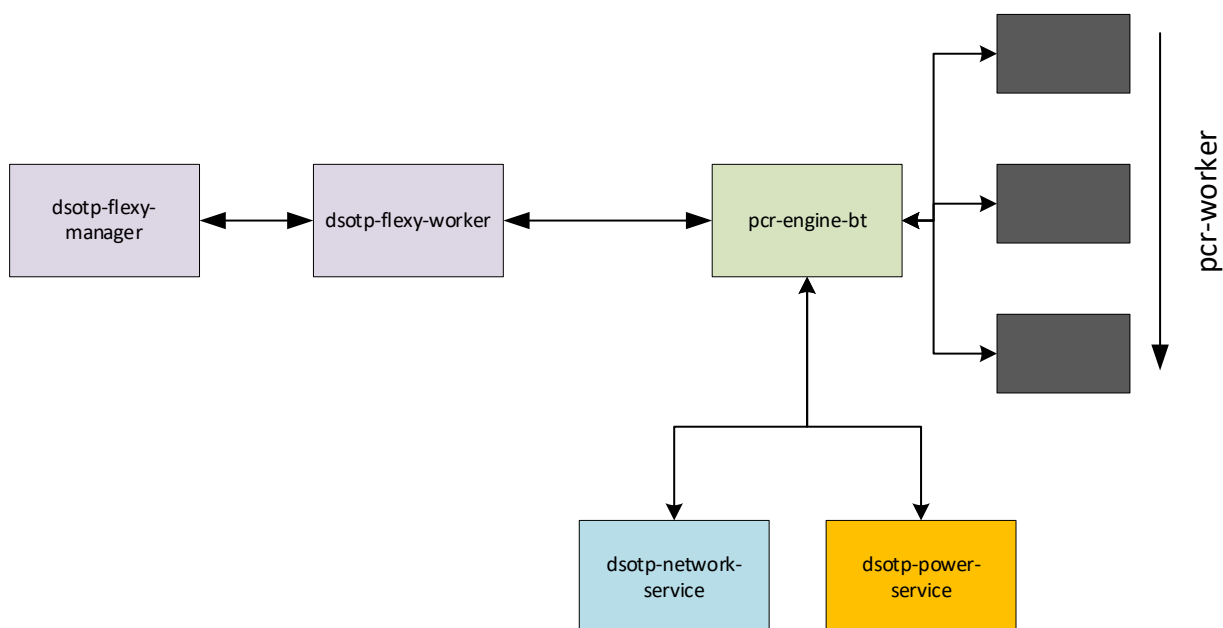 dsotp-flexy-
manager
dsotp-flexy-worker
pcr-engine-bt
pcr-worker
dsotp-network-
service
dsotp-power-
service